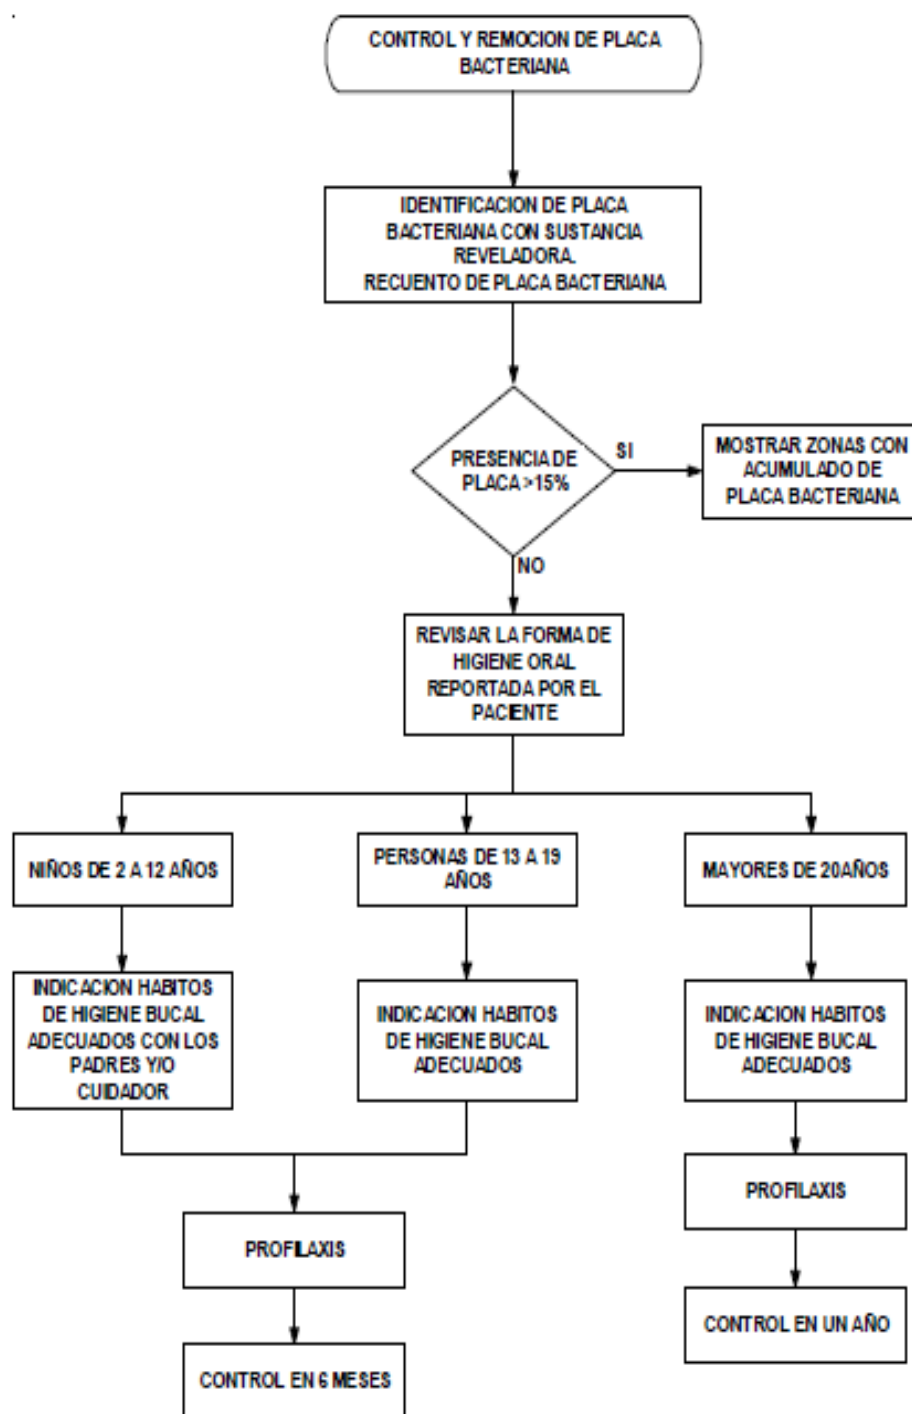 CONTROL Y REMOCION DE PLACA
BACTERIANA
IDENTIFICACION DE PLACA
BACTERIANA CON SUSTANCIA
REVELADORA.
RECUENTO DE PLACA BACTERIANA
PRESENCIA DE
PLACA >15%
SI
MOSTRAR ZONAS CON
ACUMULADO DE
PLACA BACTERIANA
NO
REVISAR LA FORMA DE
HIGIENE ORAL
REPORTADA POR EL
PACIENTE
NIÑOS DE 2 A 12 AÑOS
PERSONAS DE 13 A 19
AÑOS
MAYORES DE 20AÑOS
INDICACION HABITOS
DE HIGIENE BUCAL
ADECUADOS CON LOS
PADRES Y/O
CUIDADOR
INDICACION HABITOS
DE HIGIENE BUCAL
ADECUADOS
INDICACION HABITOS
DE HIGIENE BUCAL
ADECUADOS
PROFILAXIS
PROFILAXIS
CONTROL EN 6 MESES
CONTROL EN UN AÑO